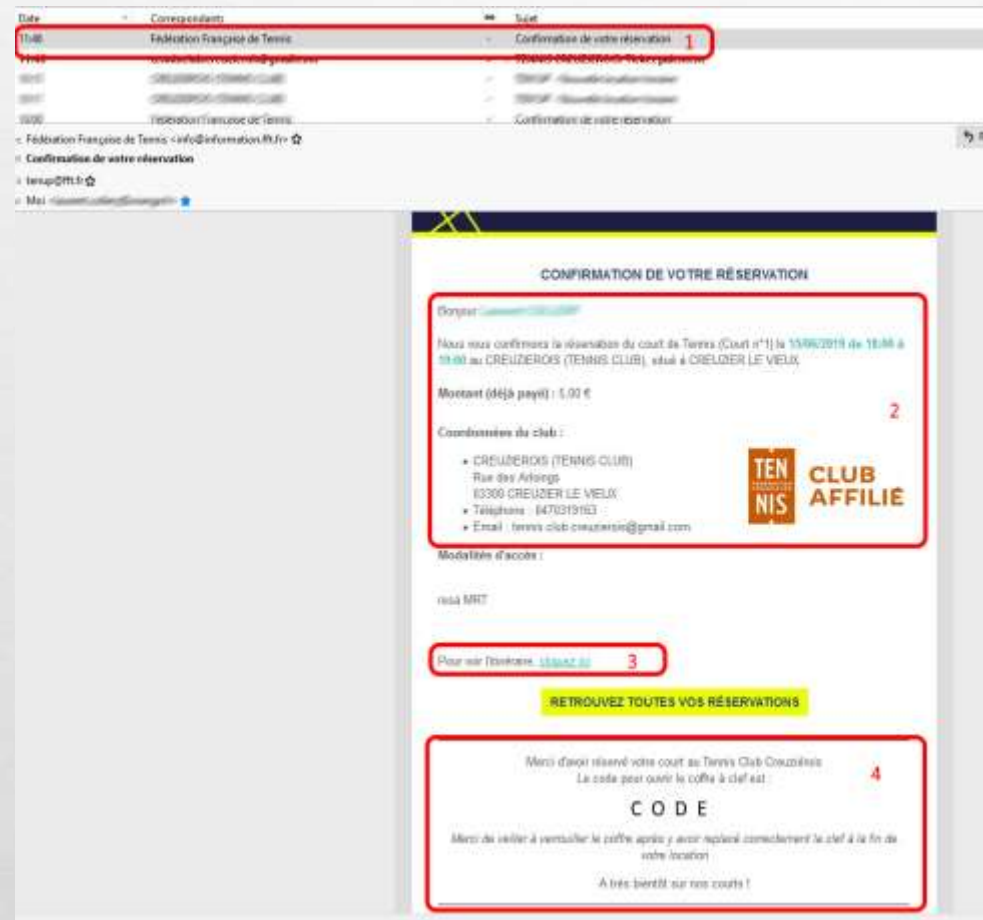 Date Correspondants Sujet
11:48 Fédération Française de Tennis Confirmation de votre réservation 1
Fédération Française de Tennis Confirmation de votre réservation
Fédération Française de Tennis <info@information.fft.fr>
Confirmation de votre réservation
tenup@fft.fr
Moi
CONFIRMATION DE VOTRE RÉSERVATION
Bonjour
Nous vous confirmons la réservation du court de Tennis (Court n°1) le 15/06/2019 de 18:00 à
19:00 au CREUZIEROIS (TENNIS CLUB), situé à CREUZIER LE VIEUX
Montant (déjà payé) : 5.00 €
2
Coordonnées du club :
CREUZIEROIS (TENNIS CLUB)
Rue des
03300 CREUZIER LE VIEUX
Téléphone : 0470319163
Email : tennis.club.creuzierois@gmail.com
TEN
NIS
CLUB
AFFILIÉ
Modalités d'accès :
resa MRT
Pour voir l'itinéraire, cliquez ici 3
RETROUVEZ TOUTES VOS RÉSERVATIONS
Merci d'avoir réservé votre court au Tennis Club Creuziérois
Le code pour ouvrir le coffre à clef est :
4
CODE
Merci de veiller à verrouiller le coffre après y avoir replacé correctement la clef à la fin de
votre location
A très bientôt sur nos courts !